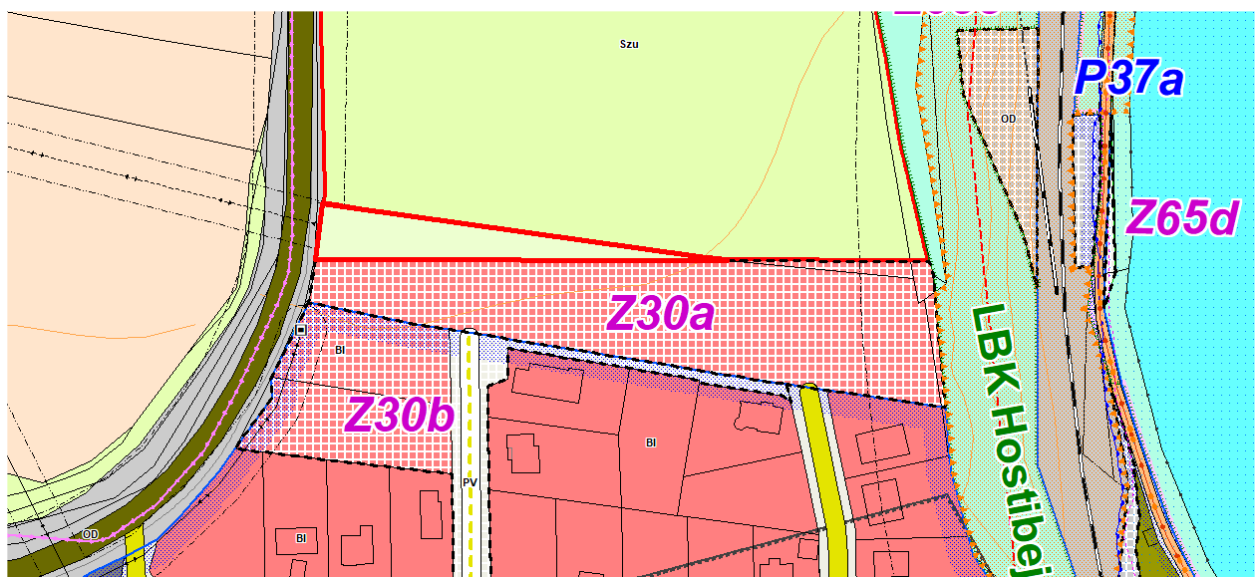 Szu
P37a
OD
Z65d
Z30a
BI
Z30b
BI
LBK Hostibej
PV
OD
BI